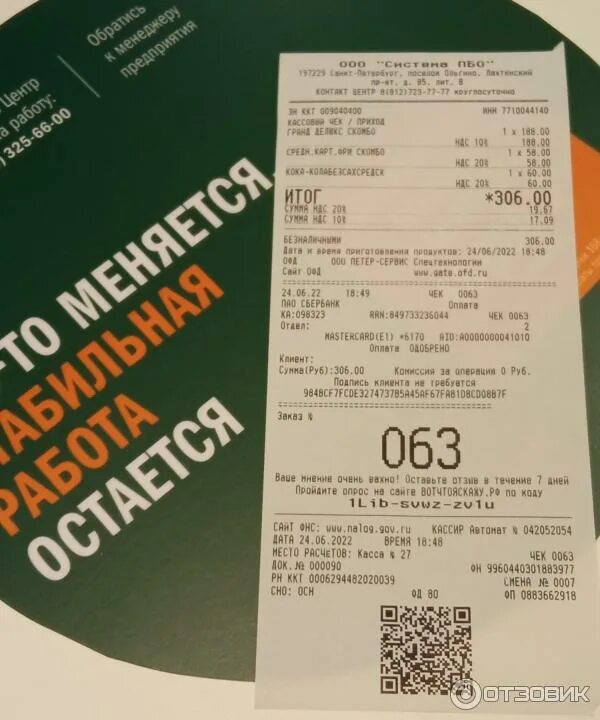 Центр
на работу:
) 325-66-00
Обратись
к менеджеру
предприятия
-ТО МЕНЯЕТСЯ,
ТАБИЛЬНАЯ
РАБОТА
ОСТАЕТСЯ
ООО "Система ПБО"
197229 Санкт-Петербург, поселок Ольгино, Лахтинский
пр-кт, д. 85, лит. В
КОНТАКТ ЦЕНТР 8(812)723-77-77 круглосуточно
ЗН ККТ 009040400 ИНН 7710044140
КАССОВЫЙ ЧЕК / ПРИХОД
ГРАНД ДЕЛЮКС СКОМБО 1 x 188.00
НДС 10% 188.00
СРЕДН.КАРТ.ФРИ СКОМБО 1 x 58.00
НДС 20% 58.00
КОКА-КОЛАБЕЗСАХСРЕДСК 1 x 60.00
НДС 20% 60.00
ИТОГ *306.00
СУММА НДС 20% 19.67
СУММА НДС 10% 17.09
БЕЗНАЛИЧНЫМИ 306.00
Дата и время приготовления продуктов: 24/06/2022 18:48
ОФД ООО ПЕТЕР-СЕРВИС Спецтехнологии
Сайт ОФД www.gate.ofd.ru
24.06.22 18:49 ЧЕК 0063
ПАО СБЕРБАНК Оплата
КА:098323 RRN:849733236044 ЧЕК 0063
Отдел: 2
MASTERCARD(E1) *6170 AID:A0000000041010
Оплата ОДОБРЕНО
Клиент:
Сумма(Руб):306.00 Комиссия за операцию 0 Руб.
Подпись клиента не требуется
984BCF7FCDE3274737B5A45AF67FA8108CD08B7F
Заказ №
063
Ваше мнение очень важно! Оставьте отзыв в течение 7 дней
Пройдите опрос на сайте ВОТЧТОЯСКАЖУ.РФ по коду
1Lib-svwz-zv1u
САЙТ ФНС: www.nalog.gov.ru КАССИР Автомат № 042052054
ДАТА 24.06.2022 ВРЕМЯ 18:48
МЕСТО РАСЧЕТОВ: Касса № 27 ЧЕК 0063
ДОК.№ 000090 ФН 9960440301883977
РН ККТ 0006294482020039 СМЕНА № 0007
СНО: ОСН ФД 80 ФП 0883662918
ОТЗОВИК